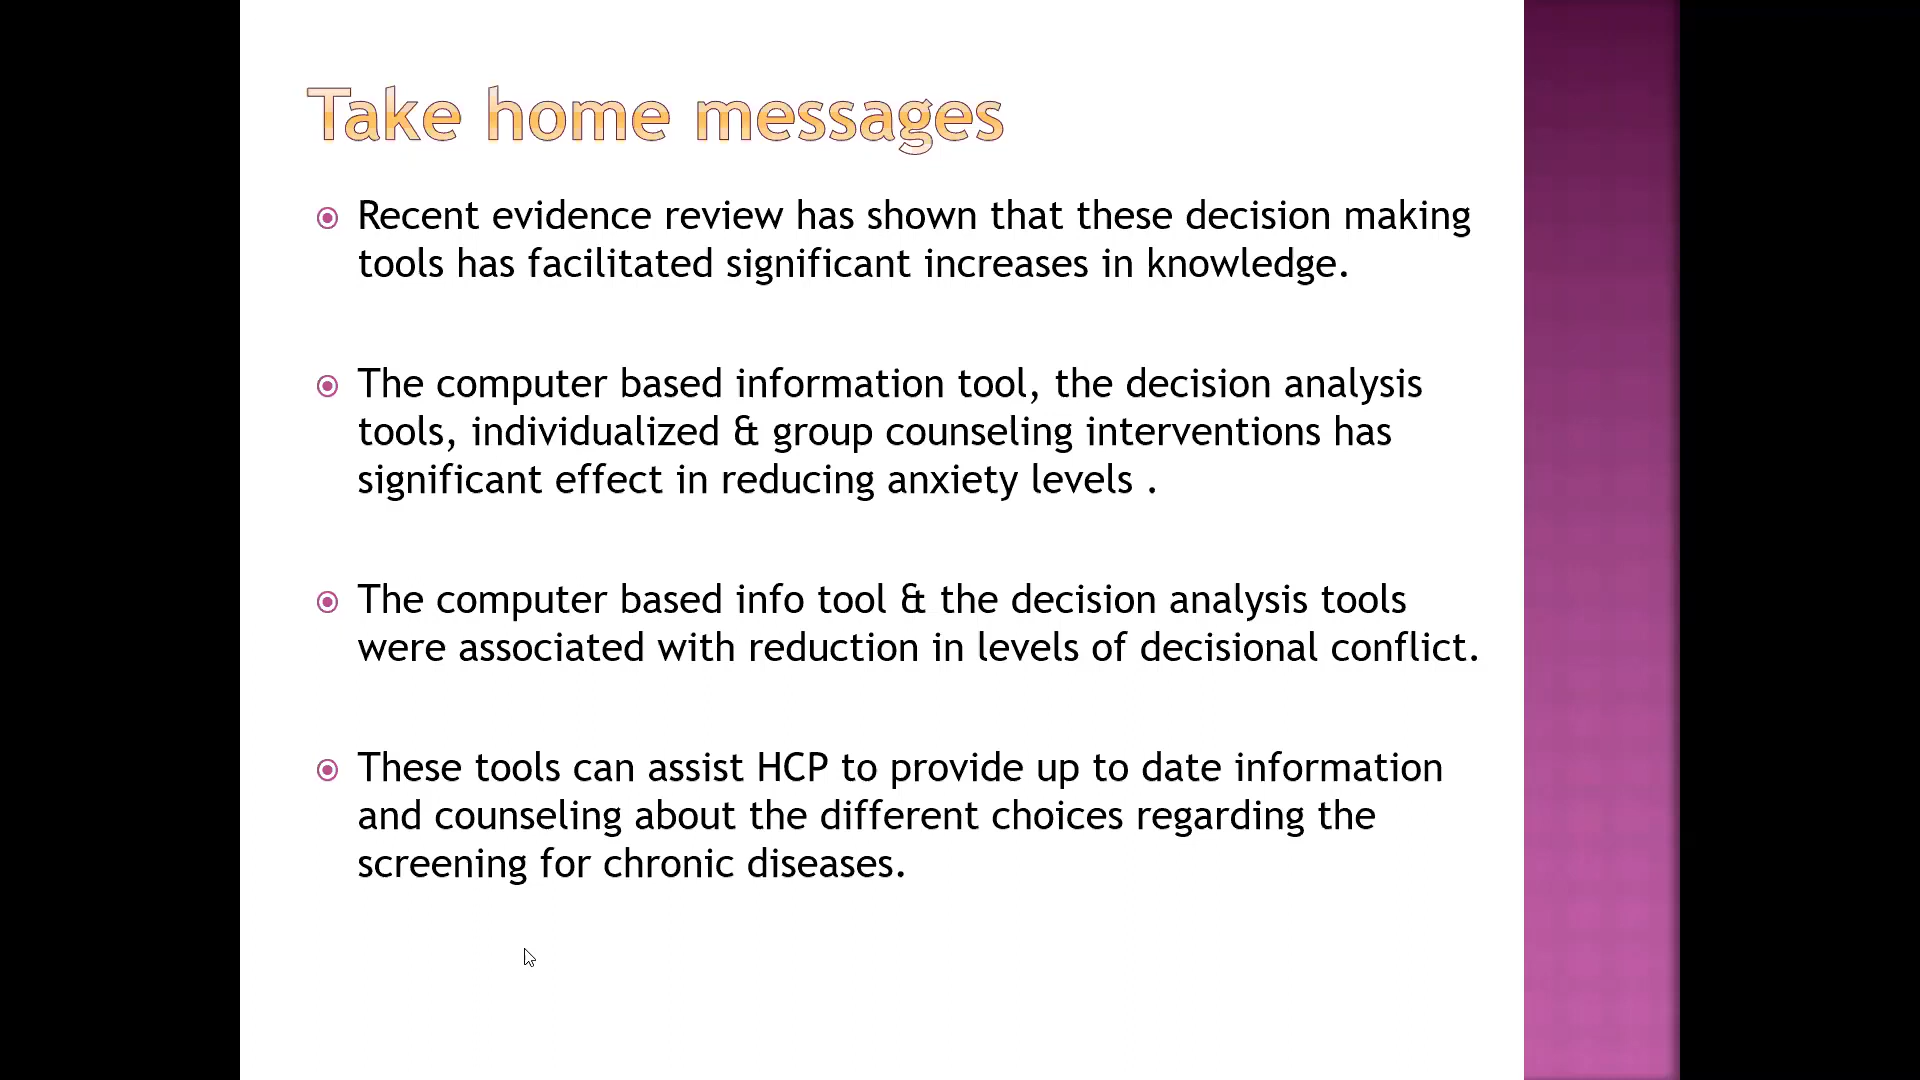 Take home messages
Recent evidence review has shown that these decision making
tools has facilitated significant increases in knowledge.
The computer based information tool, the decision analysis
tools, individualized & group counseling interventions has
significant effect in reducing anxiety levels .
The computer based info tool & the decision analysis tools
were associated with reduction in levels of decisional conflict.
These tools can assist HCP to provide up to date information
and counseling about the different choices regarding the
screening for chronic diseases.